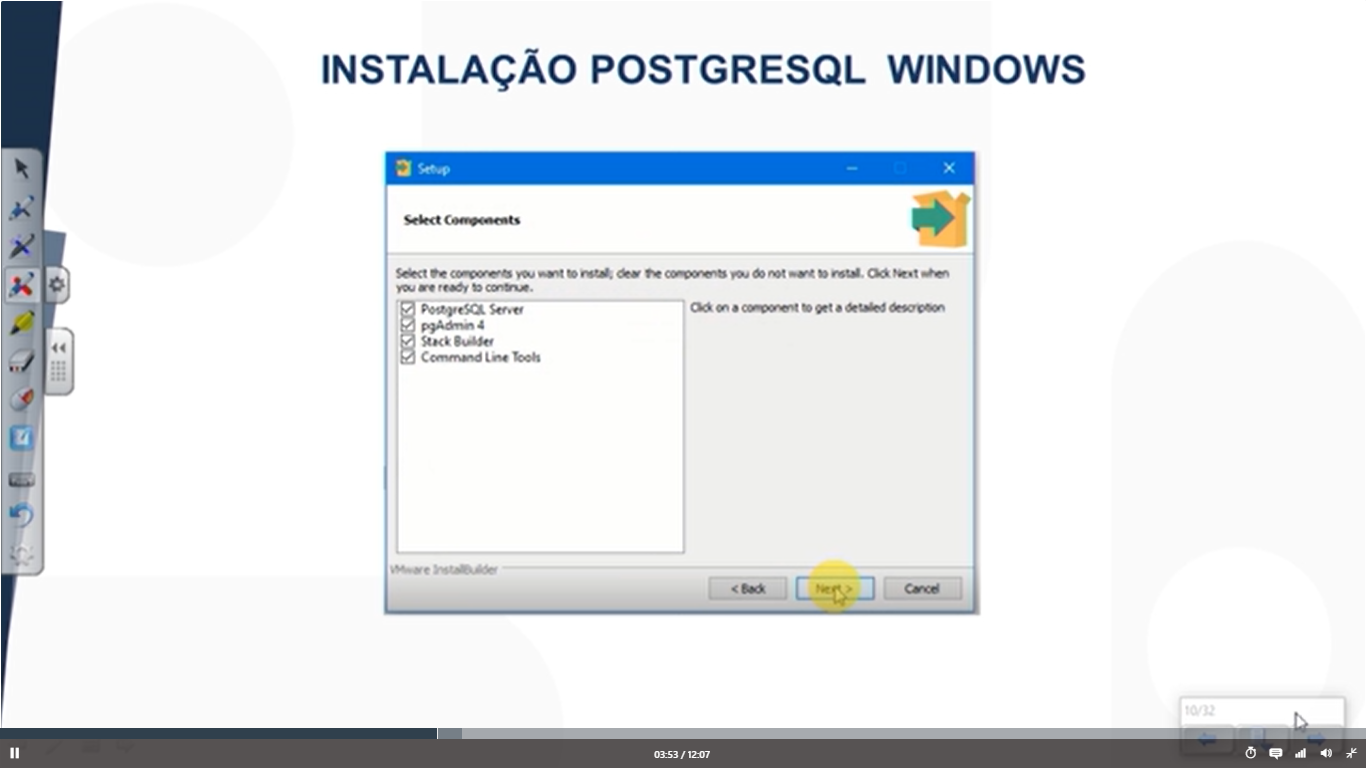 INSTALAÇÃO POSTGRESQL WINDOWS
Setup
Select Components
Select the components you want to install; clear the components you do not want to install. Click Next when
you are ready to continue.
PostgreSQL Server
pgAdmin 4
Stack Builder
Command Line Tools
Click on a component to get a detailed description
VMware InstallBuilder
< Back
Next >
Cancel
10/32
03:53 / 12:07